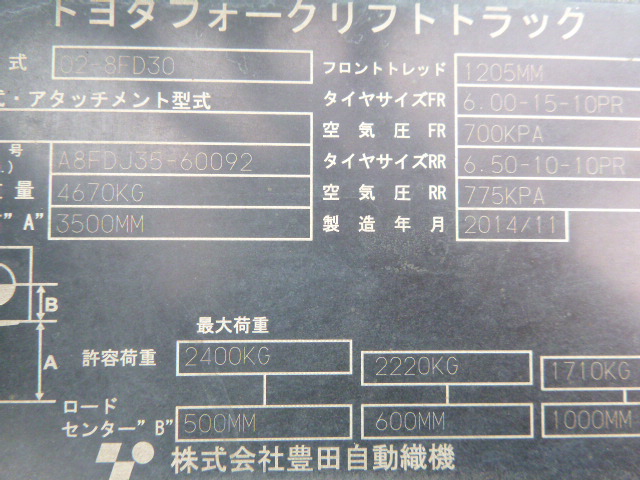 トヨタフォークリフトトラック
式 02-8FD30 フロントトレッド 1205MM
式・アタッチメント型式 タイヤサイズFR 6.00-15-10PR
空気圧 FR 700KPA
号 A8FDJ35-60092 タイヤサイズRR 6.50-10-10PR
量 4670KG 空気圧 RR 775KPA
"A" 3500MM 製造年月 2014/11
B
最大荷重
A 許容荷重 2400KG 2220KG 1710KG
ロード
センター"B" 500MM 600MM 1000MM
株式会社豊田自動織機